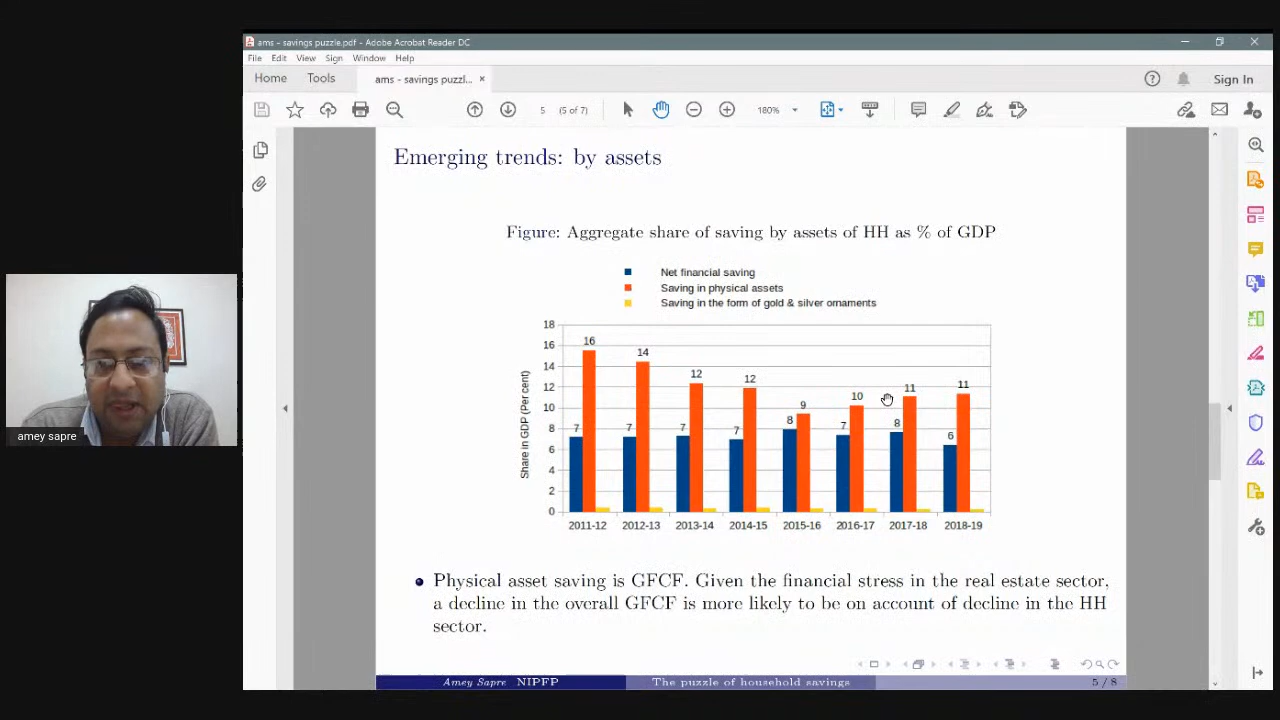 ams - savings puzzle.pdf - Adobe Acrobat Reader DC
File Edit View Sign Window Help
Home Tools ams - savings puzzl... ×
Sign In
5 (5 of 7) 180%
Emerging trends: by assets
Figure: Aggregate share of saving by assets of HH as % of GDP
Net financial saving
Saving in physical assets
Saving in the form of gold & silver ornaments
Share in GDP (Per cent)
18
16
14
12
10
8
6
4
2
0
7 16 7 14 7 12 7 12 8 9 7 10 8 11 6 11
2011-12 2012-13 2013-14 2014-15 2015-16 2016-17 2017-18 2018-19
Physical asset saving is GFCF. Given the financial stress in the real estate sector,
a decline in the overall GFCF is more likely to be on account of decline in the HH
sector.
Amey Sapre NIPFP The puzzle of household savings 5 / 8
amey sapre